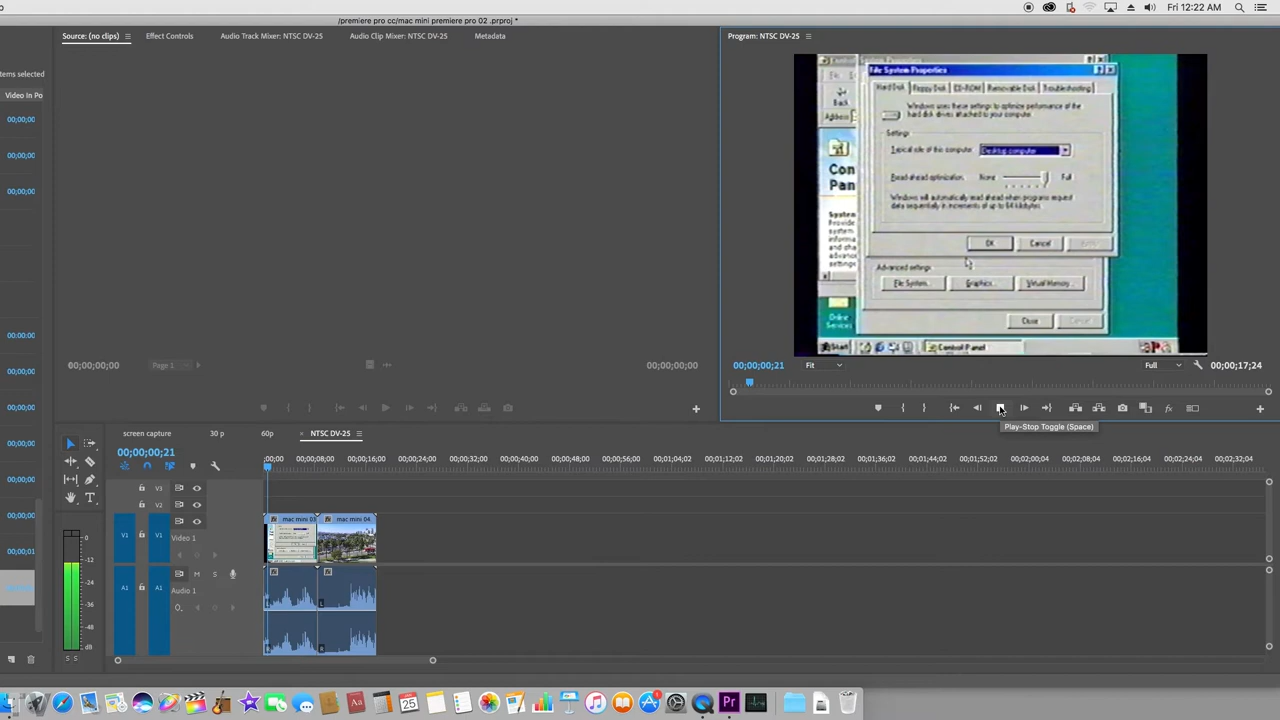 Fri 12:22 AM
/premiere pro cc/mac mini premiere pro 02 .prproj *
Source: (no clips)
Effect Controls
Audio Track Mixer: NTSC DV-25
Audio Clip Mixer: NTSC DV-25
Metadata
Program: NTSC DV-25
tems selected
Video In Po
00;00;00
00;00;00
00;00;00
00;00;00
00;00;00
00;00;00
00;00;00
00;00;00
00;00;00
00;00;01
File System Properties
Hard Disk
Floppy Disk
CD-ROM
Removable Disk
Troubleshooting
Windows uses these settings to optimize performance of the
hard disk drives attached to your computer.
Back
Address
Settings
Typical role of this computer:
Desktop computer
Read-ahead optimization:
None
Full
Windows will automatically read ahead when programs request
data sequentially in increments of up to 64 kilobytes
Con
Pan
System
Provide
system
informa
and cha
advance
settings
OK
Cancel
Advanced settings
File System...
Graphics...
Virtual Memory...
Online
Services
Close
Start
Control Panel
00;00;00;00
Page 1
00;00;00;00
00;00;00;21
Fit
Full
00;00;17;24
Play-Stop Toggle (Space)
screen capture
30 p
60p
× NTSC DV-25
00;00;00;21
;00;00
00;00;08;00
00;00;16;00
00;00;24;00
00;00;32;00
00;00;40;00
00;00;48;00
00;00;56;00
00;01;04;02
00;01;12;02
00;01;20;02
00;01;28;02
00;01;36;02
00;01;44;02
00;01;52;02
00;01;58;02
00;02;04;04
00;02;12;04
00;02;24;04
00;02;32;04
V3
V2
V1
V1
Video 1
mac mini 03
mac mini 04
fx
A1
A1
M
S
Audio 1
L
R
0
-12
-24
-36
-48
dB
S S
25
Pr